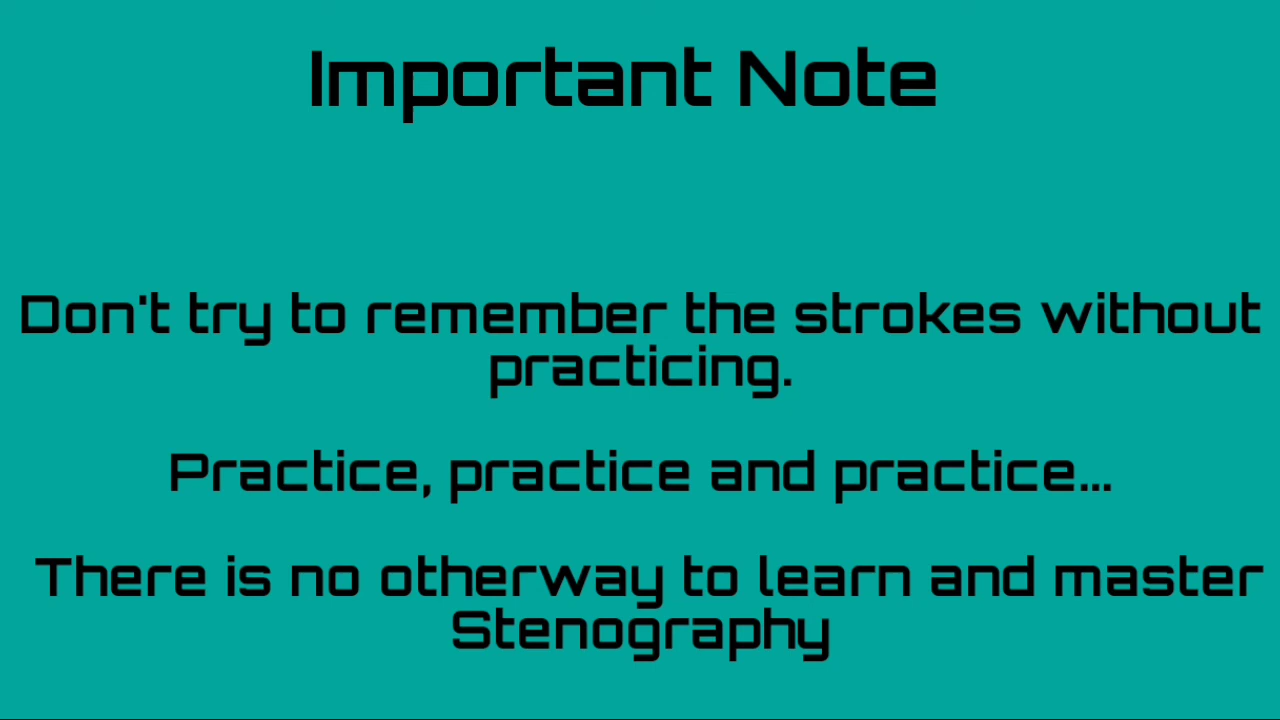 Important Note
Don't try to remember the strokes without
practicing.
Practice, practice and practice...
There is no otherway to learn and master
Stenography